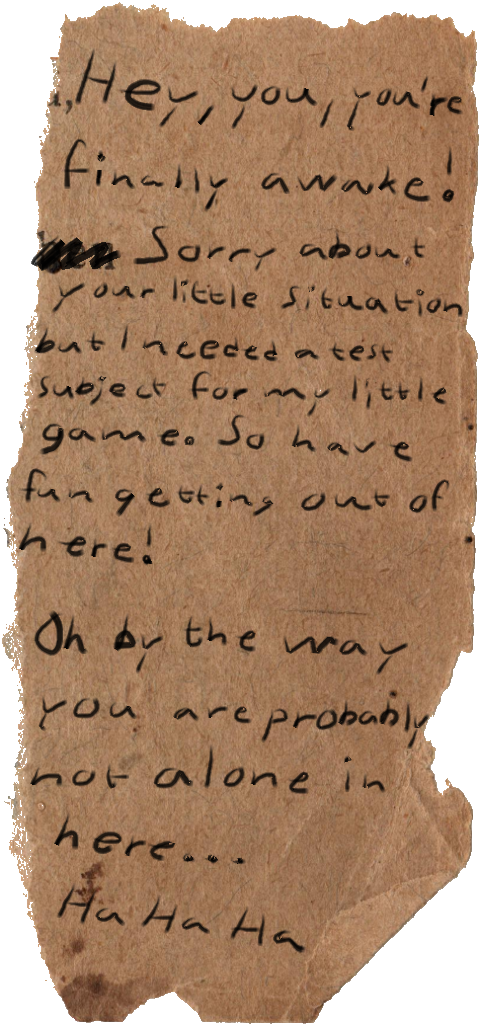 Hey, you, you're
finally awake!
Sorry about
your little situation
but I needed a test
subject for my little
game. So have
fun getting out of
here!
Oh by the way
you are probably
not alone in
here...
Ha Ha Ha